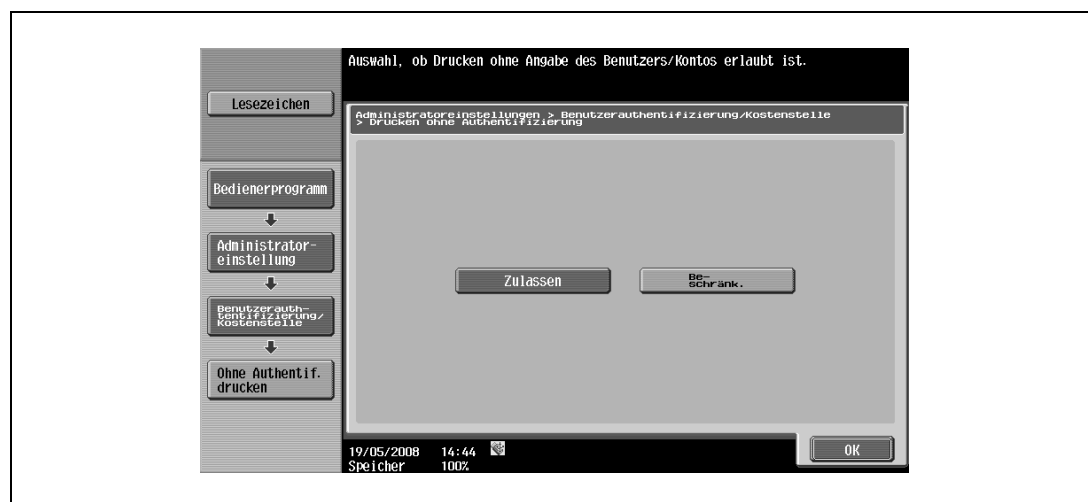 Auswahl, ob Drucken ohne Angabe des Benutzers/Kontos erlaubt ist.
Lesezeichen
Administratoreinstellungen > Benutzerauthentifizierung/Kostenstelle
> Drucken ohne Authentifizierung
Bedienerprogramm
Administrator-
einstellung
Benutzerauth-
tentifizierung/
Kostenstelle
Ohne Authentif.
drucken
Zulassen
Be-
schränk.
19/05/2008 14:44
Speicher 100%
OK